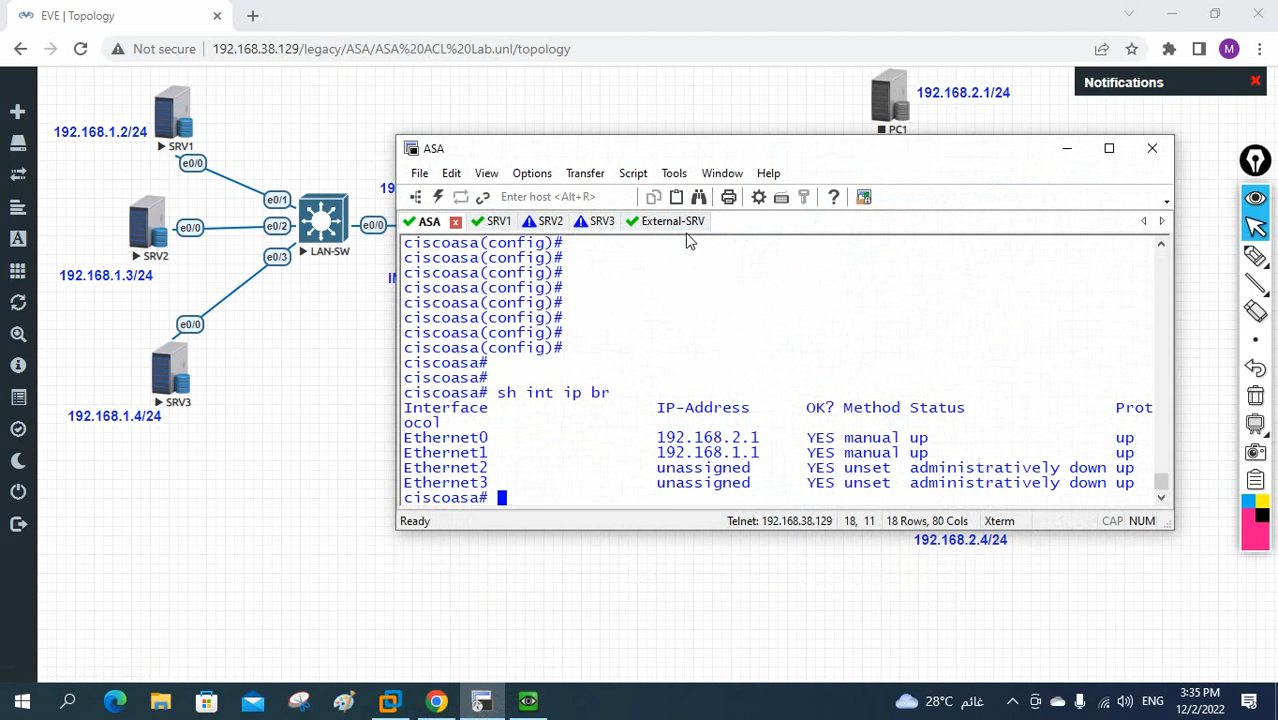 EVE | Topology
Not secure
192.168.38.129/legacy/ASA/ASA%20ACL%20Lab.unl/topology
M
Notifications
192.168.1.2/24
SRV1
e0/0
e0/1
e0/2
e0/3
e0/0
LAN-SW
e0/0
SRV2
192.168.1.3/24
e0/0
SRV3
192.168.1.4/24
192.168.2.1/24
PC1
ASA
File Edit View Options Transfer Script Tools Window Help
Enter host <Alt+R>
ASA SRV1 SRV2 SRV3 External-SRV
ciscoasa(config)#
ciscoasa(config)#
ciscoasa(config)#
ciscoasa(config)#
ciscoasa(config)#
ciscoasa(config)#
ciscoasa(config)#
ciscoasa(config)#
ciscoasa#
ciscoasa#
ciscoasa# sh int ip br
Interface IP-Address OK? Method Status Prot
ocol
Ethernet0 192.168.2.1 YES manual up up
Ethernet1 192.168.1.1 YES manual up up
Ethernet2 unassigned YES unset administratively down up
Ethernet3 unassigned YES unset administratively down up
ciscoasa#
Ready Telnet: 192.168.38.129 18, 11 18 Rows, 80 Cols Xterm CAP NUM
192.168.2.4/24
28°C غائم
ENG
3:35 PM
12/2/2022